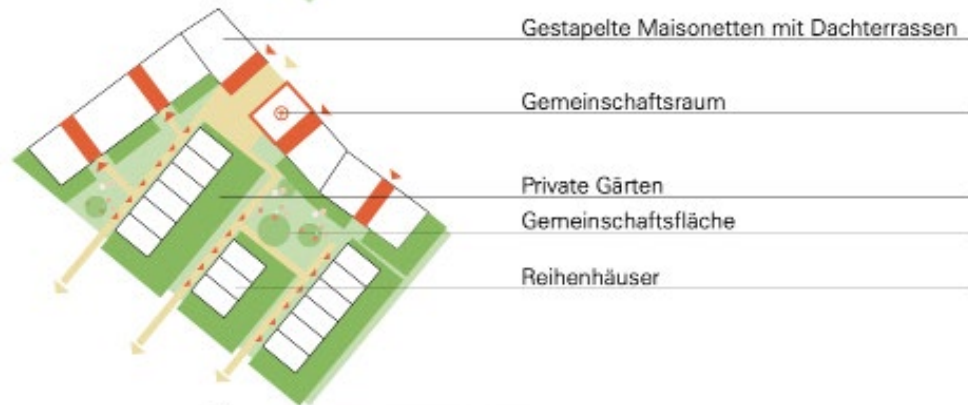 Gestapelte Maisonetten mit Dachterrassen
Gemeinschaftsraum
Private Gärten
Gemeinschaftsfläche
Reihenhäuser